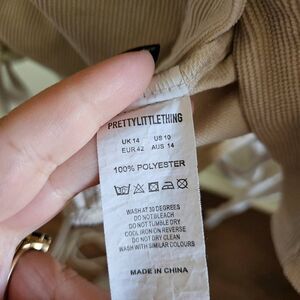 PRETTYLITTLETHING
UK 14 US 10
EUR 42 AUS 14
100% POLYESTER
WASH AT 30 DEGREES
DO NOT BLEACH
DO NOT TUMBLE DRY
COOL IRON ON REVERSE
DO NOT DRY CLEAN
WASH WITH SIMILAR COLOURS
MADE IN CHINA